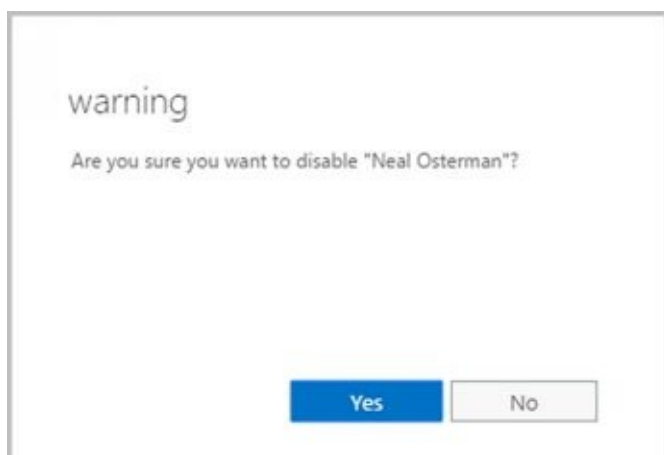 warning
Are you sure you want to disable "Neal Osterman"?
Yes No